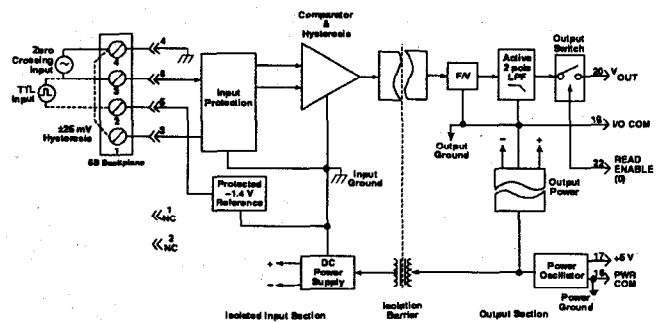 Comparator
&
Hysteresis
Zero
Crossing
Input
TTL
Input
±25 mV
Hysteresis
4
3
2
1
5B Backplane
4
6
5
3
Input
Protection
Protected
–1.4 V
Reference
1
NC
2
NC
Input
Ground
DC
Power
Supply
+
–
F/V
Active
2 pole
LPF
Output
Switch
20
V OUT
19
I/O COM
22
READ
ENABLE
(0)
Output
Ground
–
+
Output
Power
Power
Oscillator
17
+5 V
16
PWR
COM
Power
Ground
Isolated Input Section
Isolation
Barrier
Output Section